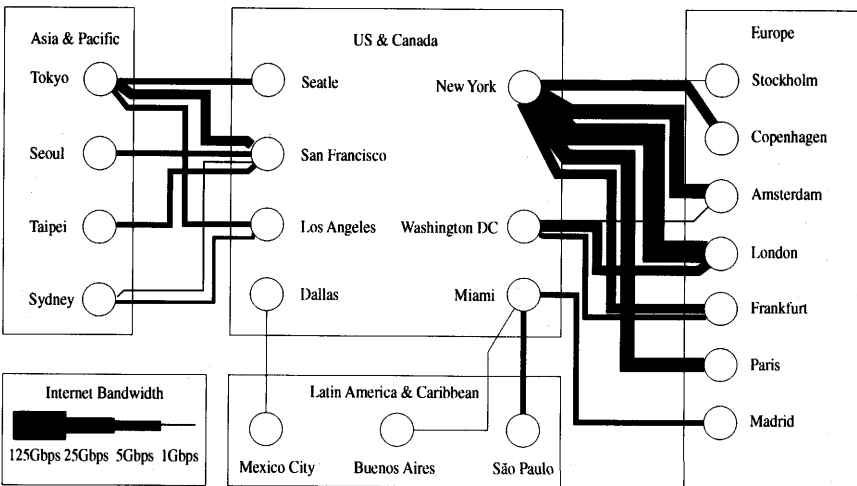 Asia & Pacific
Tokyo
Seoul
Taipei
Sydney
US & Canada
Seatle
San Francisco
Los Angeles
Dallas
New York
Washington DC
Miami
Europe
Stockholm
Copenhagen
Amsterdam
London
Frankfurt
Paris
Madrid
Internet Bandwidth
125Gbps 25Gbps 5Gbps 1Gbps
Latin America & Caribbean
Mexico City
Buenos Aires
São Paulo